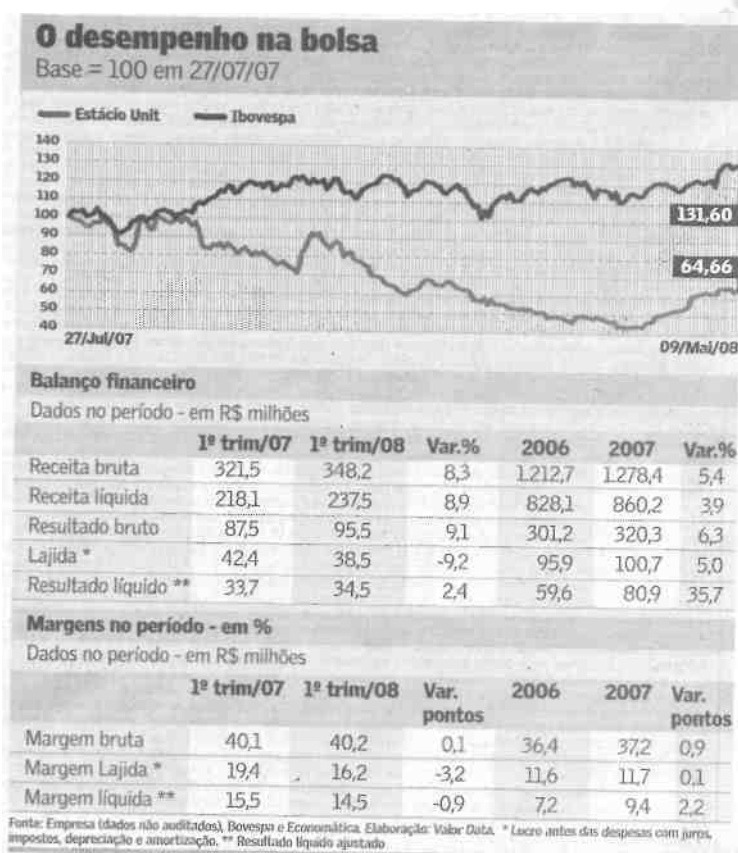 O desempenho na bolsa
Base = 100 em 27/07/07
Estácio Unit Ibovespa
140
130
120
110
100
90
80
70
60
50
40
131,60
64,66
27/Jul/07 09/Mai/08
Balanço financeiro
Dados no período - em R$ milhões
1º trim/07 1º trim/08 Var.% 2006 2007 Var.%
Receita bruta 321,5 348,2 8,3 1.212,7 1.278,4 5,4
Receita líquida 218,1 237,5 8,9 828,1 860,2 3,9
Resultado bruto 87,5 95,5 9,1 301,2 320,3 6,3
Lajida * 42,4 38,5 -9,2 95,9 100,7 5,0
Resultado líquido ** 33,7 34,5 2,4 59,6 80,9 35,7
Margens no período - em %
Dados no período - em R$ milhões
1º trim/07 1º trim/08 Var. pontos 2006 2007 Var. pontos
Margem bruta 40,1 40,2 0,1 36,4 37,2 0,9
Margem Lajida * 19,4 16,2 -3,2 11,6 11,7 0,1
Margem líquida ** 15,5 14,5 -0,9 7,2 9,4 2,2
Fonte: Empresa (dados não auditados), Bovespa e Economática. Elaboração: Valor Data. * Lucro antes das despesas com juros,
impostos, depreciação e amortização. ** Resultado líquido ajustado